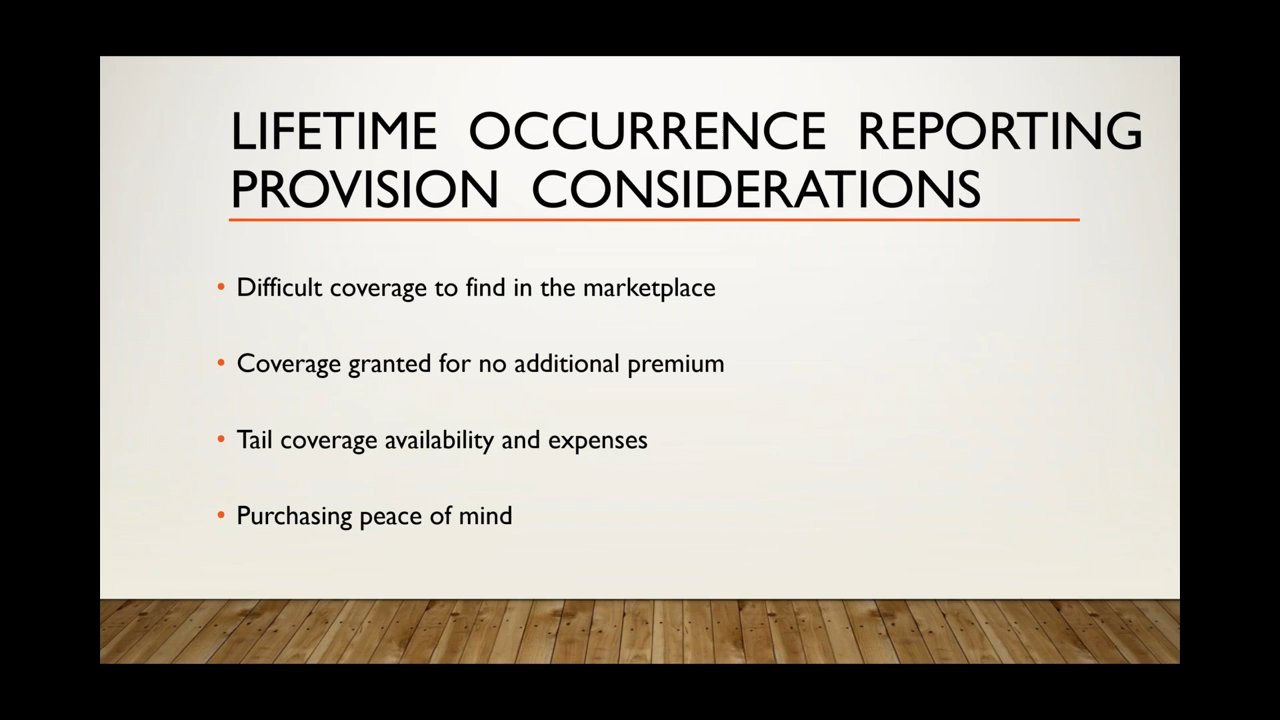 LIFETIME OCCURRENCE REPORTING
PROVISION CONSIDERATIONS
• Difficult coverage to find in the marketplace
• Coverage granted for no additional premium
• Tail coverage availability and expenses
• Purchasing peace of mind